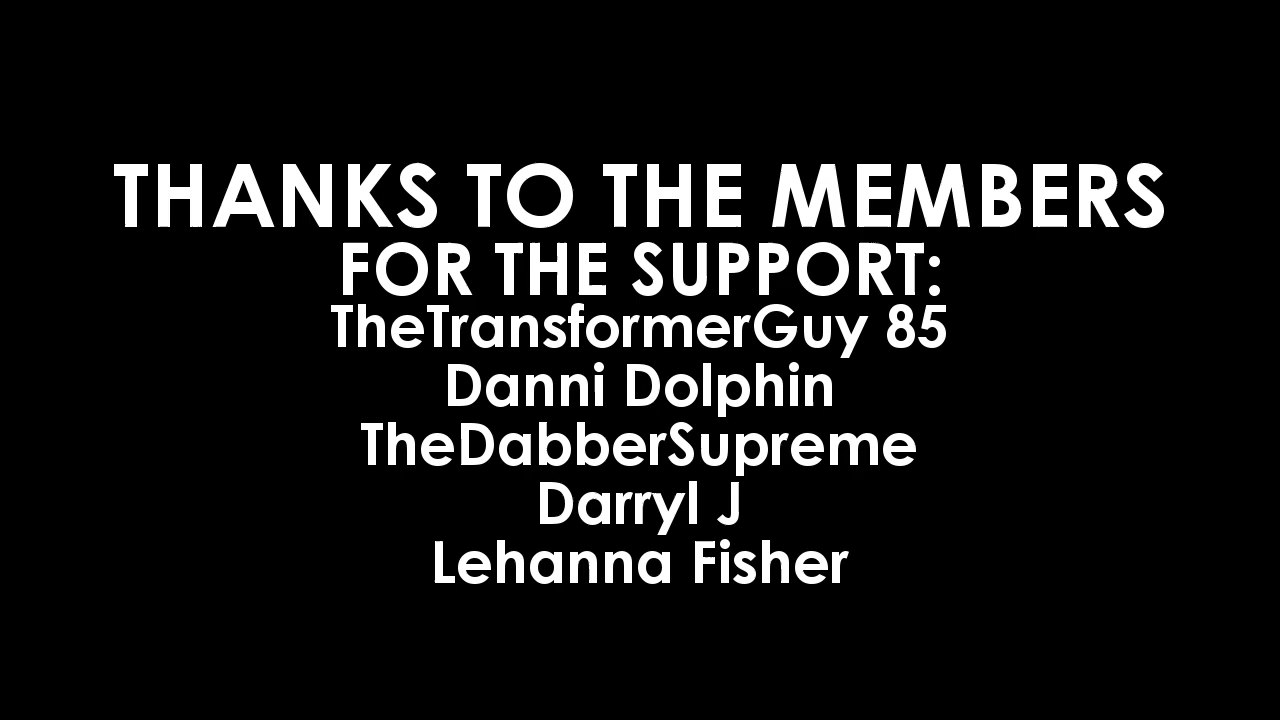 THANKS TO THE MEMBERS
FOR THE SUPPORT:
TheTransformerGuy 85
Danni Dolphin
TheDabberSupreme
Darryl J
Lehanna Fisher